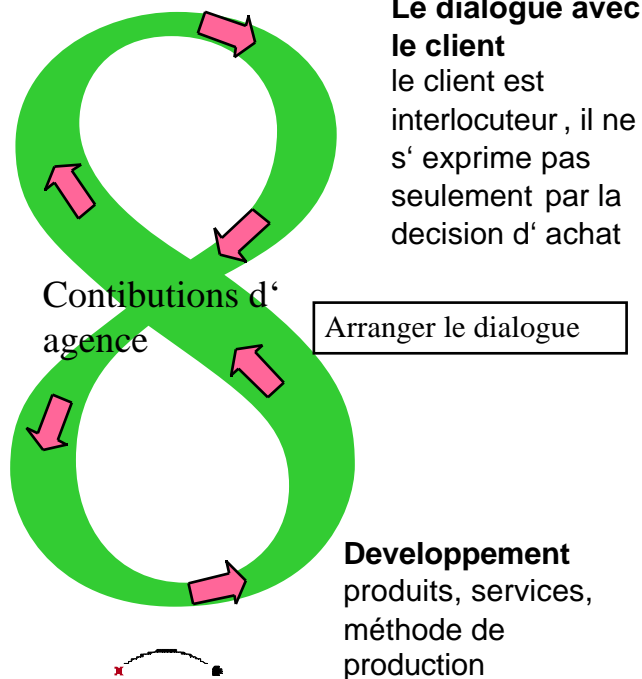 Le dialogue avec
le client
le client est
interlocuteur , il ne
s‘ exprime pas
seulement par la
decision d‘ achat
Contibutions d‘
agence
Arranger le dialogue
Developpement
produits, services,
méthode de
production